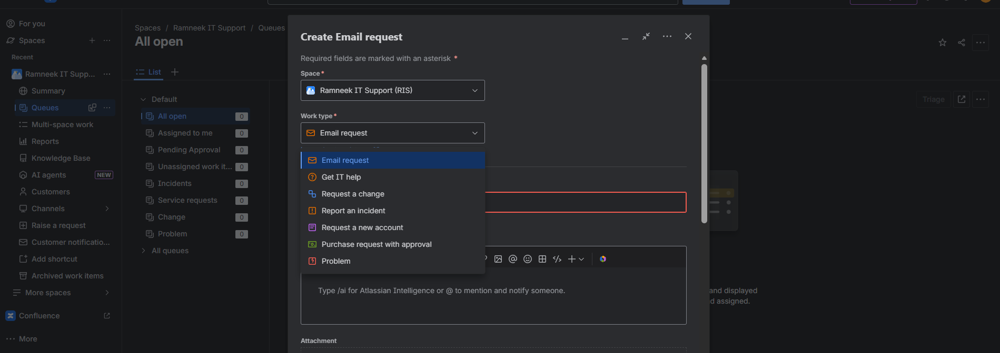 For you
Spaces
Recent
Ramneek IT Supp...
Summary
Queues
Multi-space work
Reports
Knowledge Base
AI agents NEW
Customers
Channels
Raise a request
Customer notificatio...
Add shortcut
Archived work items
More spaces
Confluence
More
Spaces / Ramneek IT Support / Queues
All open
List
Default
All open 0
Assigned to me 0
Pending Approval 0
Unassigned work it... 0
Incidents 0
Service requests 0
Change 0
Problem 0
All queues
Create Email request
Required fields are marked with an asterisk *
Space *
Ramneek IT Support (RIS)
Work type *
Email request
Email request
Get IT help
Request a change
Report an incident
Request a new account
Purchase request with approval
Problem
Type /ai for Atlassian Intelligence or @ to mention and notify someone.
Attachment
Triage
and displayed
d assigned.